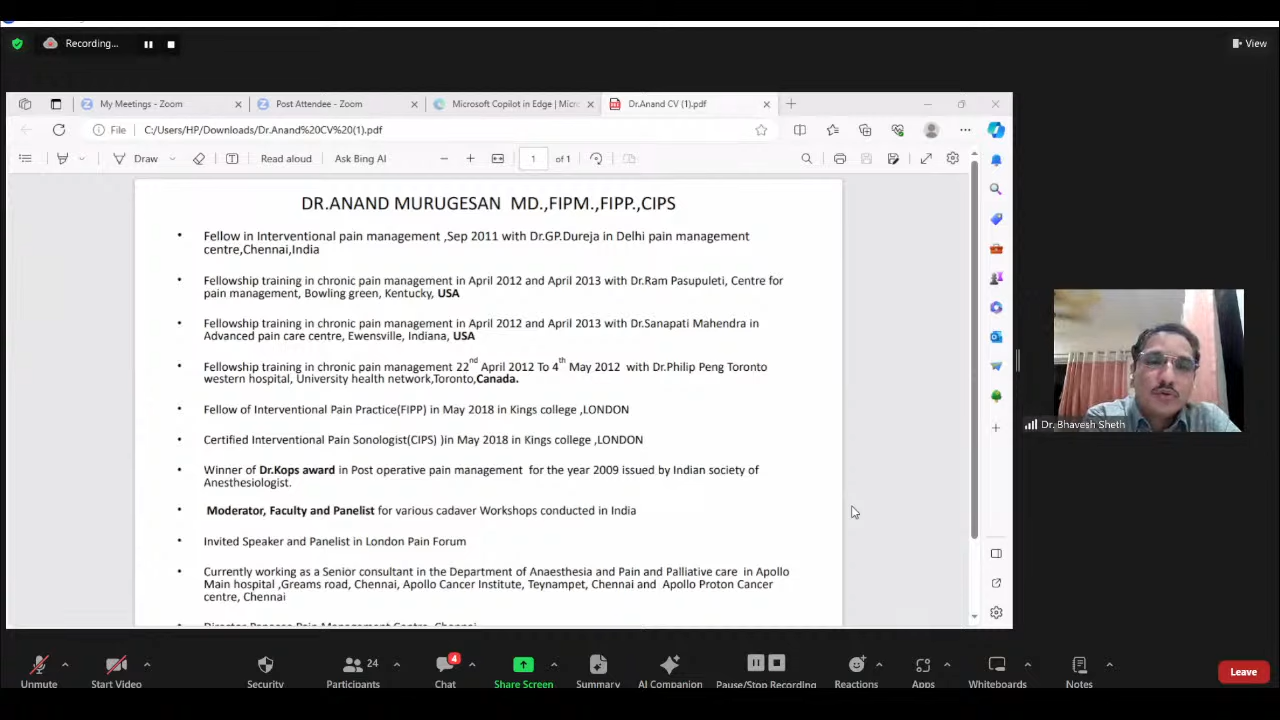 Recording...
View
My Meetings - Zoom
Post Attendee - Zoom
Microsoft Copilot in Edge | Micr
Dr.Anand CV (1).pdf
File
C:/Users/HP/Downloads/Dr.Anand%20CV%20(1).pdf
Draw
Read aloud
Ask Bing AI
1
of 1
DR.ANAND MURUGESAN MD.,FIPM.,FIPP.,CIPS
• Fellow in Interventional pain management ,Sep 2011 with Dr.GP.Dureja in Delhi pain management
centre,Chennai,India
• Fellowship training in chronic pain management in April 2012 and April 2013 with Dr.Ram Pasupuleti, Centre for
pain management, Bowling green, Kentucky, USA
• Fellowship training in chronic pain management in April 2012 and April 2013 with Dr.Sanapati Mahendra in
Advanced pain care centre, Ewensville, Indiana, USA
• Fellowship training in chronic pain management 22nd April 2012 To 4th May 2012 with Dr.Philip Peng Toronto
western hospital, University health network,Toronto,Canada.
• Fellow of Interventional Pain Practice(FIPP) in May 2018 in Kings college ,LONDON
• Certified Interventional Pain Sonologist(CIPS) )in May 2018 in Kings college ,LONDON
• Winner of Dr.Kops award in Post operative pain management for the year 2009 issued by Indian society of
Anesthesiologist.
• Moderator, Faculty and Panelist for various cadaver Workshops conducted in India
• Invited Speaker and Panelist in London Pain Forum
• Currently working as a Senior consultant in the Department of Anaesthesia and Pain and Palliative care in Apollo
Main hospital ,Greams road, Chennai, Apollo Cancer Institute, Teynampet, Chennai and Apollo Proton Cancer
centre, Chennai
• Director Panacea Pain Management Centre, Chennai
Dr. Bhavesh Sheth
Unmute
Start Video
Security
24
Participants
4
Chat
Share Screen
Summary
AI Companion
Pause/Stop Recording
Reactions
Apps
Whiteboards
Notes
Leave